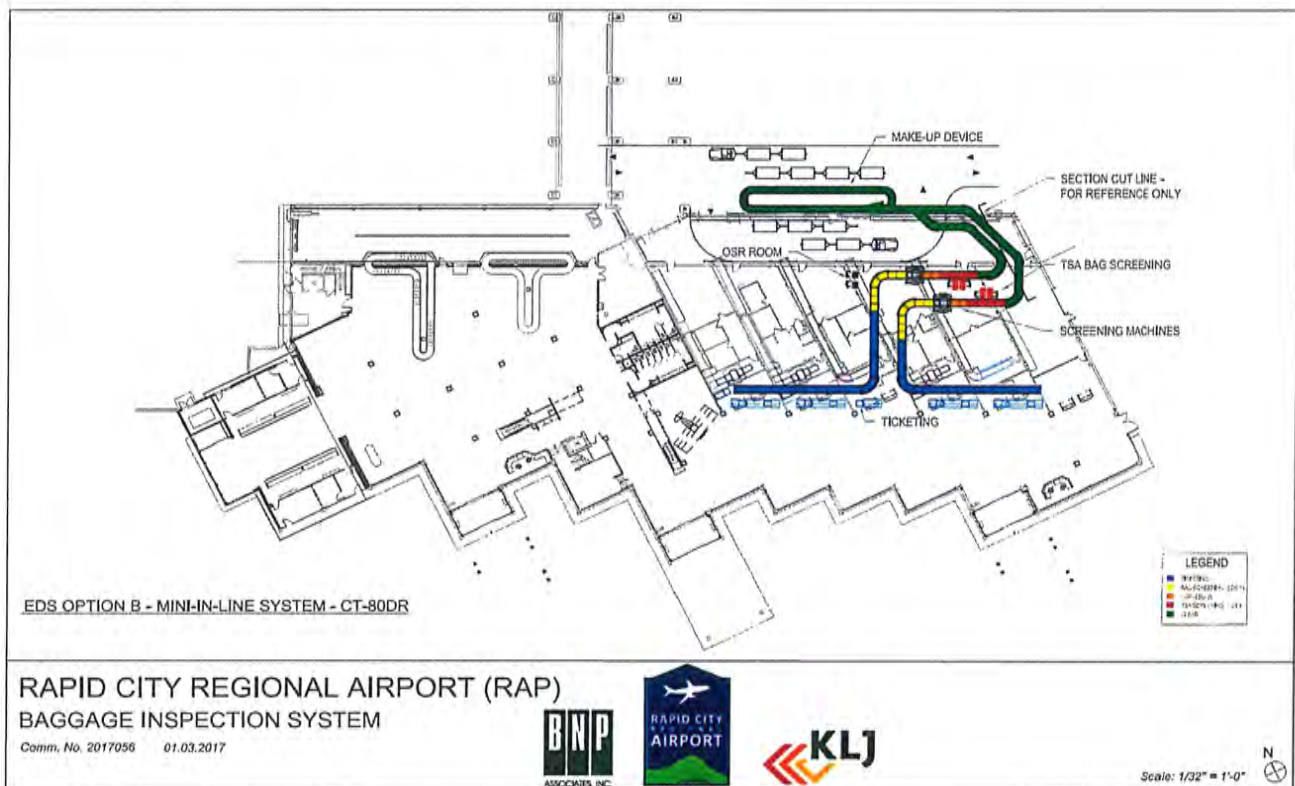 MAKE-UP DEVICE
SECTION CUT LINE -
FOR REFERENCE ONLY
OSR ROOM
TSA BAG SCREENING
SCREENING MACHINES
TICKETING
LEGEND
EDS OPTION B - MINI-IN-LINE SYSTEM - CT-80DR
RAPID CITY REGIONAL AIRPORT (RAP)
BAGGAGE INSPECTION SYSTEM
Comm. No. 2017056 01.03.2017
BNP
ASSOCIATES, INC.
RAPID CITY
REGIONAL
AIRPORT
KLJ
N
Scale: 1/32" = 1'-0"